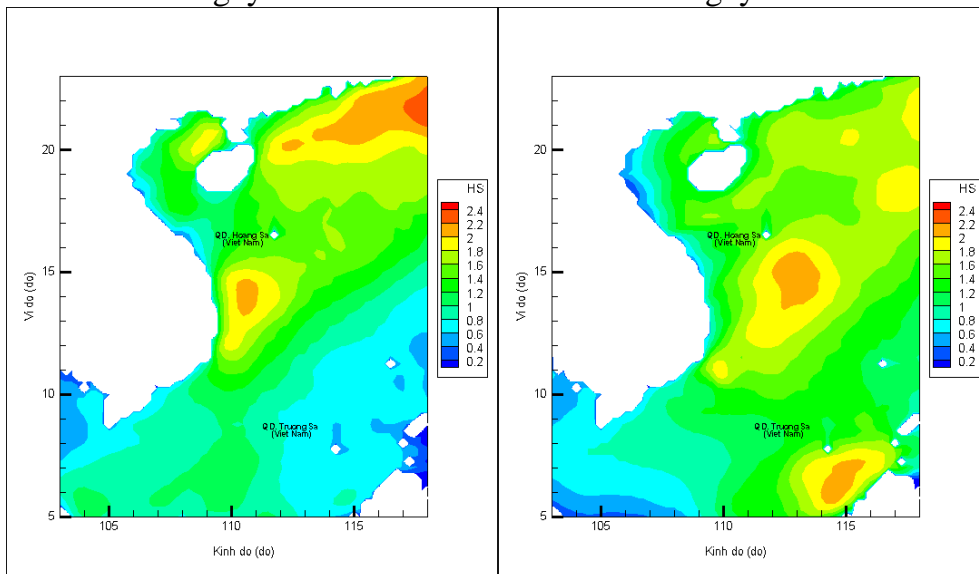 HS
2.4
2.2
2
1.8
1.6
1.4
1.2
1
0.8
0.6
0.4
0.2
20
15
10
5
105
110
115
Vi do (do)
Kinh do (do)
QD. Hoang Sa
(Viet Nam)
QD. Truong Sa
(Viet Nam)
HS
2.4
2.2
2
1.8
1.6
1.4
1.2
1
0.8
0.6
0.4
0.2
20
15
10
5
105
110
115
Vi do (do)
Kinh do (do)
QD. Hoang Sa
(Viet Nam)
QD. Truong Sa
(Viet Nam)